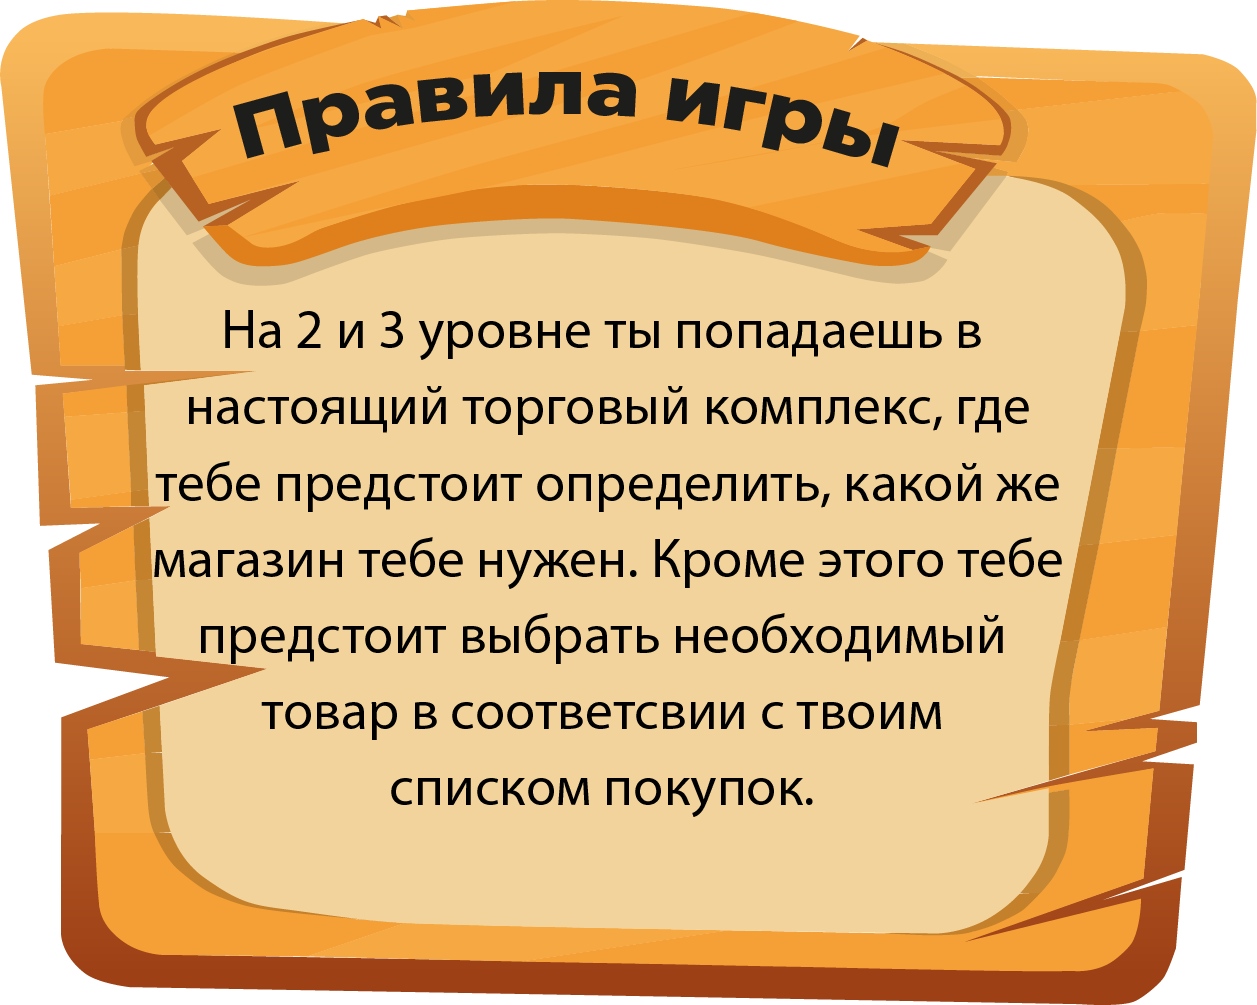 Правила игры
На 2 и 3 уровне ты попадаешь в
настоящий торговый комплекс, где
тебе предстоит определить, какой же
магазин тебе нужен. Кроме этого тебе
предстоит выбрать необходимый
товар в соответсвии с твоим
списком покупок.